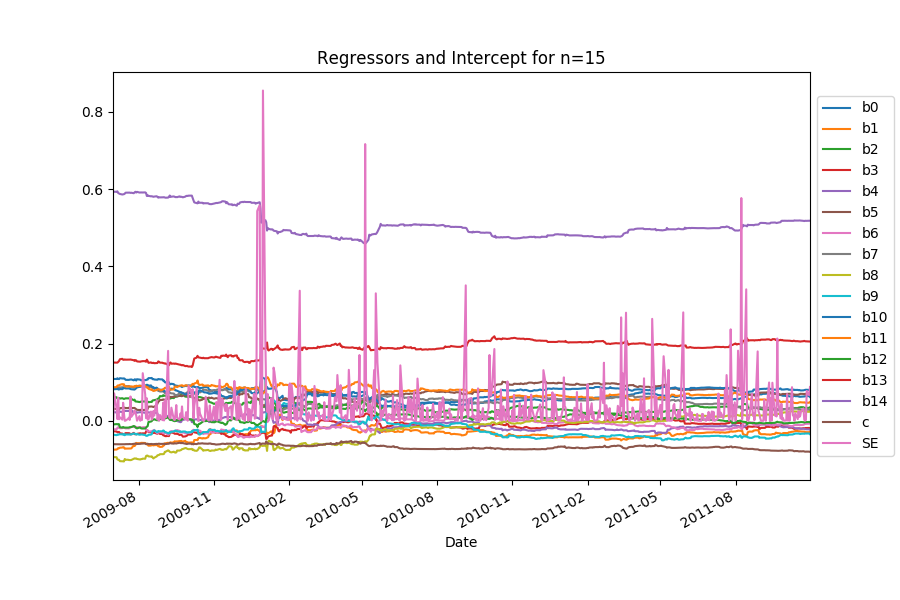 Regressors and Intercept for n=15
0.8
0.6
0.4
0.2
0.0
2009-08
2009-11
2010-02
2010-05
2010-08
2010-11
2011-02
2011-05
2011-08
Date
b0
b1
b2
b3
b4
b5
b6
b7
b8
b9
b10
b11
b12
b13
b14
c
SE